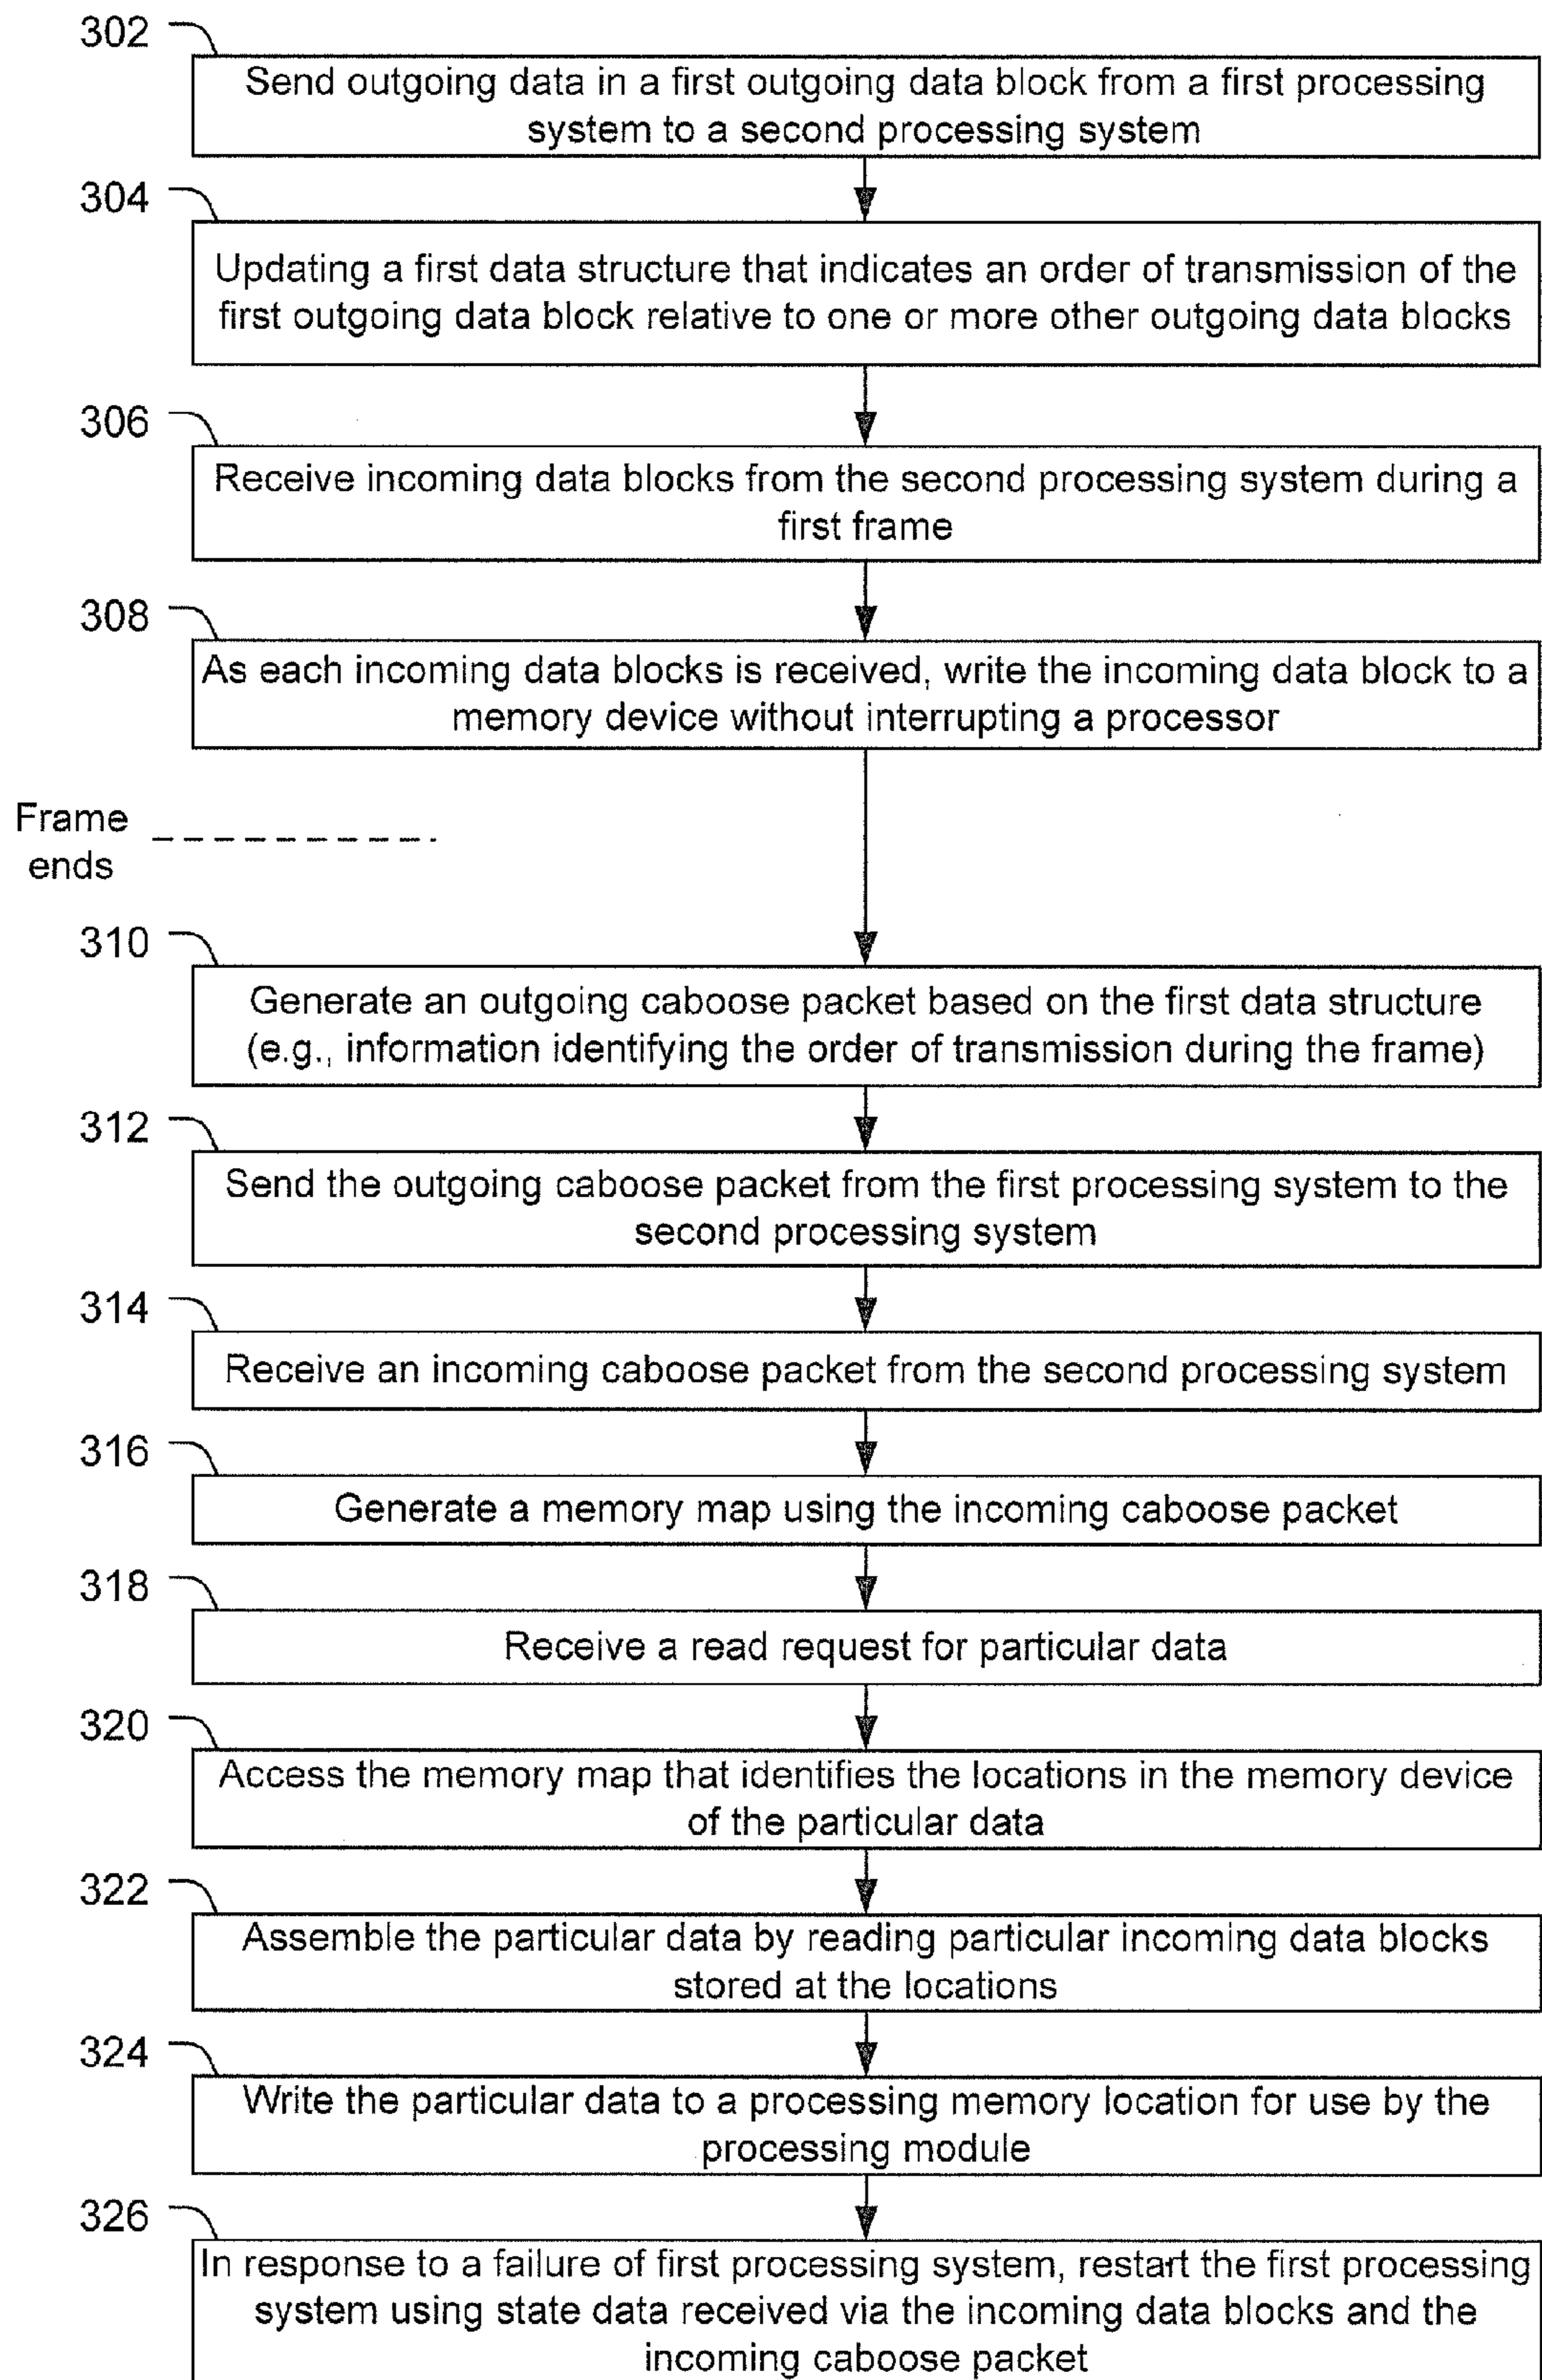 302
Send outgoing data in a first outgoing data block from a first processing
system to a second processing system
304
Updating a first data structure that indicates an order of transmission of the
first outgoing data block relative to one or more other outgoing data blocks
306
Receive incoming data blocks from the second processing system during a
first frame
308
As each incoming data blocks is received, write the incoming data block to a
memory device without interrupting a processor
Frame
ends
310
Generate an outgoing caboose packet based on the first data structure
(e.g., information identifying the order of transmission during the frame)
312
Send the outgoing caboose packet from the first processing system to the
second processing system
314
Receive an incoming caboose packet from the second processing system
316
Generate a memory map using the incoming caboose packet
318
Receive a read request for particular data
320
Access the memory map that identifies the locations in the memory device
of the particular data
322
Assemble the particular data by reading particular incoming data blocks
stored at the locations
324
Write the particular data to a processing memory location for use by the
processing module
326
In response to a failure of first processing system, restart the first processing
system using state data received via the incoming data blocks and the
incoming caboose packet